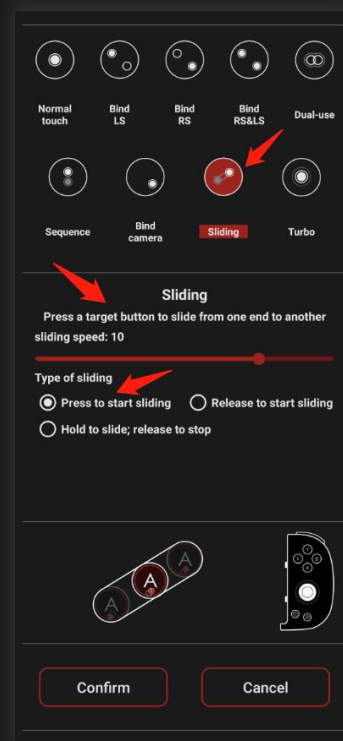 Normal
touch
Bind
LS
Bind
RS
Bind
RS&LS
Dual-use
Sequence
Bind
camera
Sliding
Turbo
Sliding
Press a target button to slide from one end to another
sliding speed: 10
Type of sliding
Press to start sliding
Release to start sliding
Hold to slide; release to stop
A
A
A
Confirm
Cancel